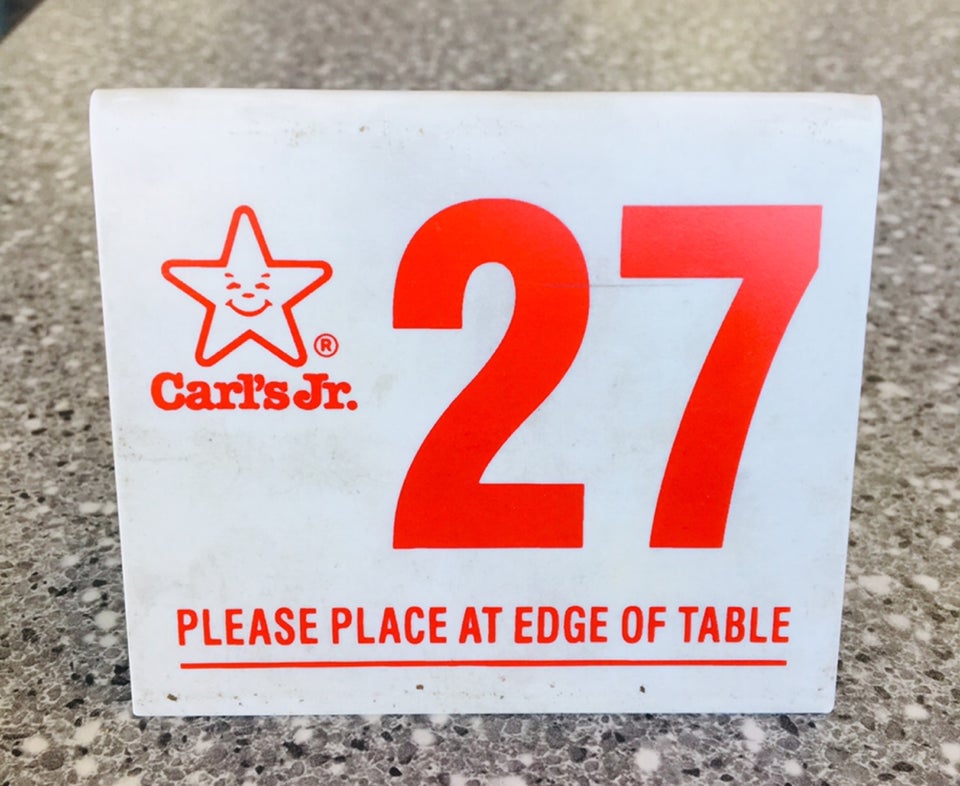 27
®
Carl's Jr.
PLEASE PLACE AT EDGE OF TABLE